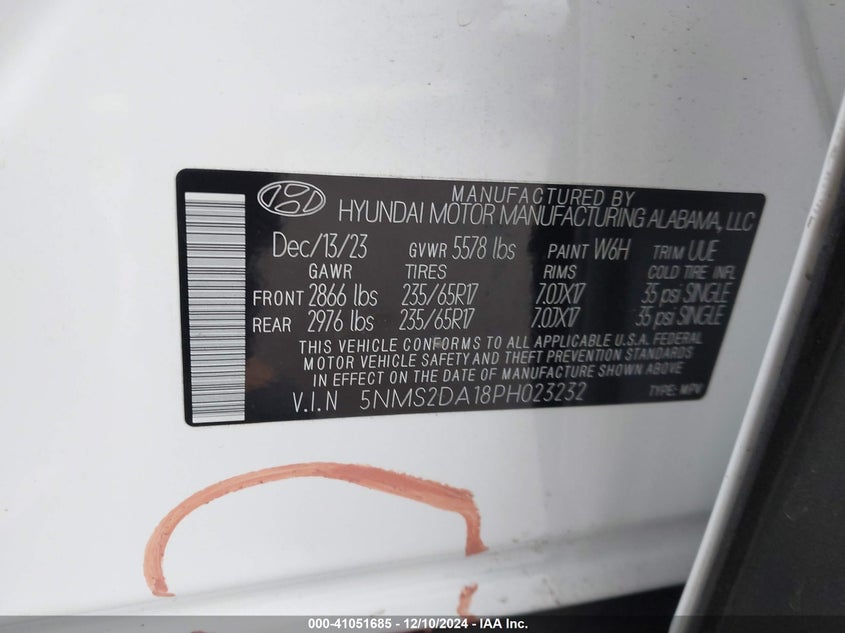 MANUFACTURED BY
HYUNDAI MOTOR MANUFACTURING ALABAMA, LLC
Dec/13/23 GVWR 5578 lbs PAINT W6H TRIM UUE
GAWR TIRES RIMS COLD TIRE INFL
FRONT 2866 lbs 235/65R17 7.0JX17 35 psi SINGLE
REAR 2976 lbs 235/65R17 7.0JX17 35 psi SINGLE
THIS VEHICLE CONFORMS TO ALL APPLICABLE U.S.A. FEDERAL
MOTOR VEHICLE SAFETY AND THEFT PREVENTION STANDARDS
IN EFFECT ON THE DATE OF MANUFACTURE SHOWN ABOVE
V.I.N 5NMS2DA18PH023232 TYPE: MPV
000-41051685 - 12/10/2024 - IAA Inc.